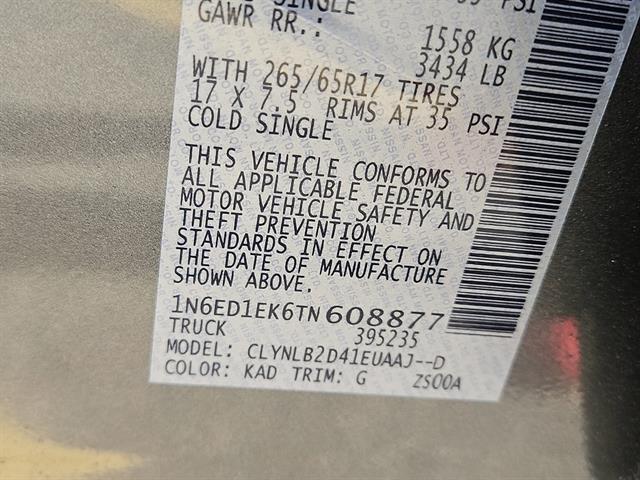 SINGLE PSI
GAWR RR.: 1558 KG
3434 LB
WITH 265/65R17 TIRES
17 X 7.5 RIMS AT 35 PSI
COLD SINGLE
THIS VEHICLE CONFORMS TO
ALL APPLICABLE FEDERAL
MOTOR VEHICLE SAFETY AND
THEFT PREVENTION
STANDARDS IN EFFECT ON
THE DATE OF MANUFACTURE
SHOWN ABOVE.
1N6ED1EK6TN608877
TRUCK 395235
MODEL: CLYNLB2D41EUAAJ--D
COLOR: KAD TRIM: G ZS00A